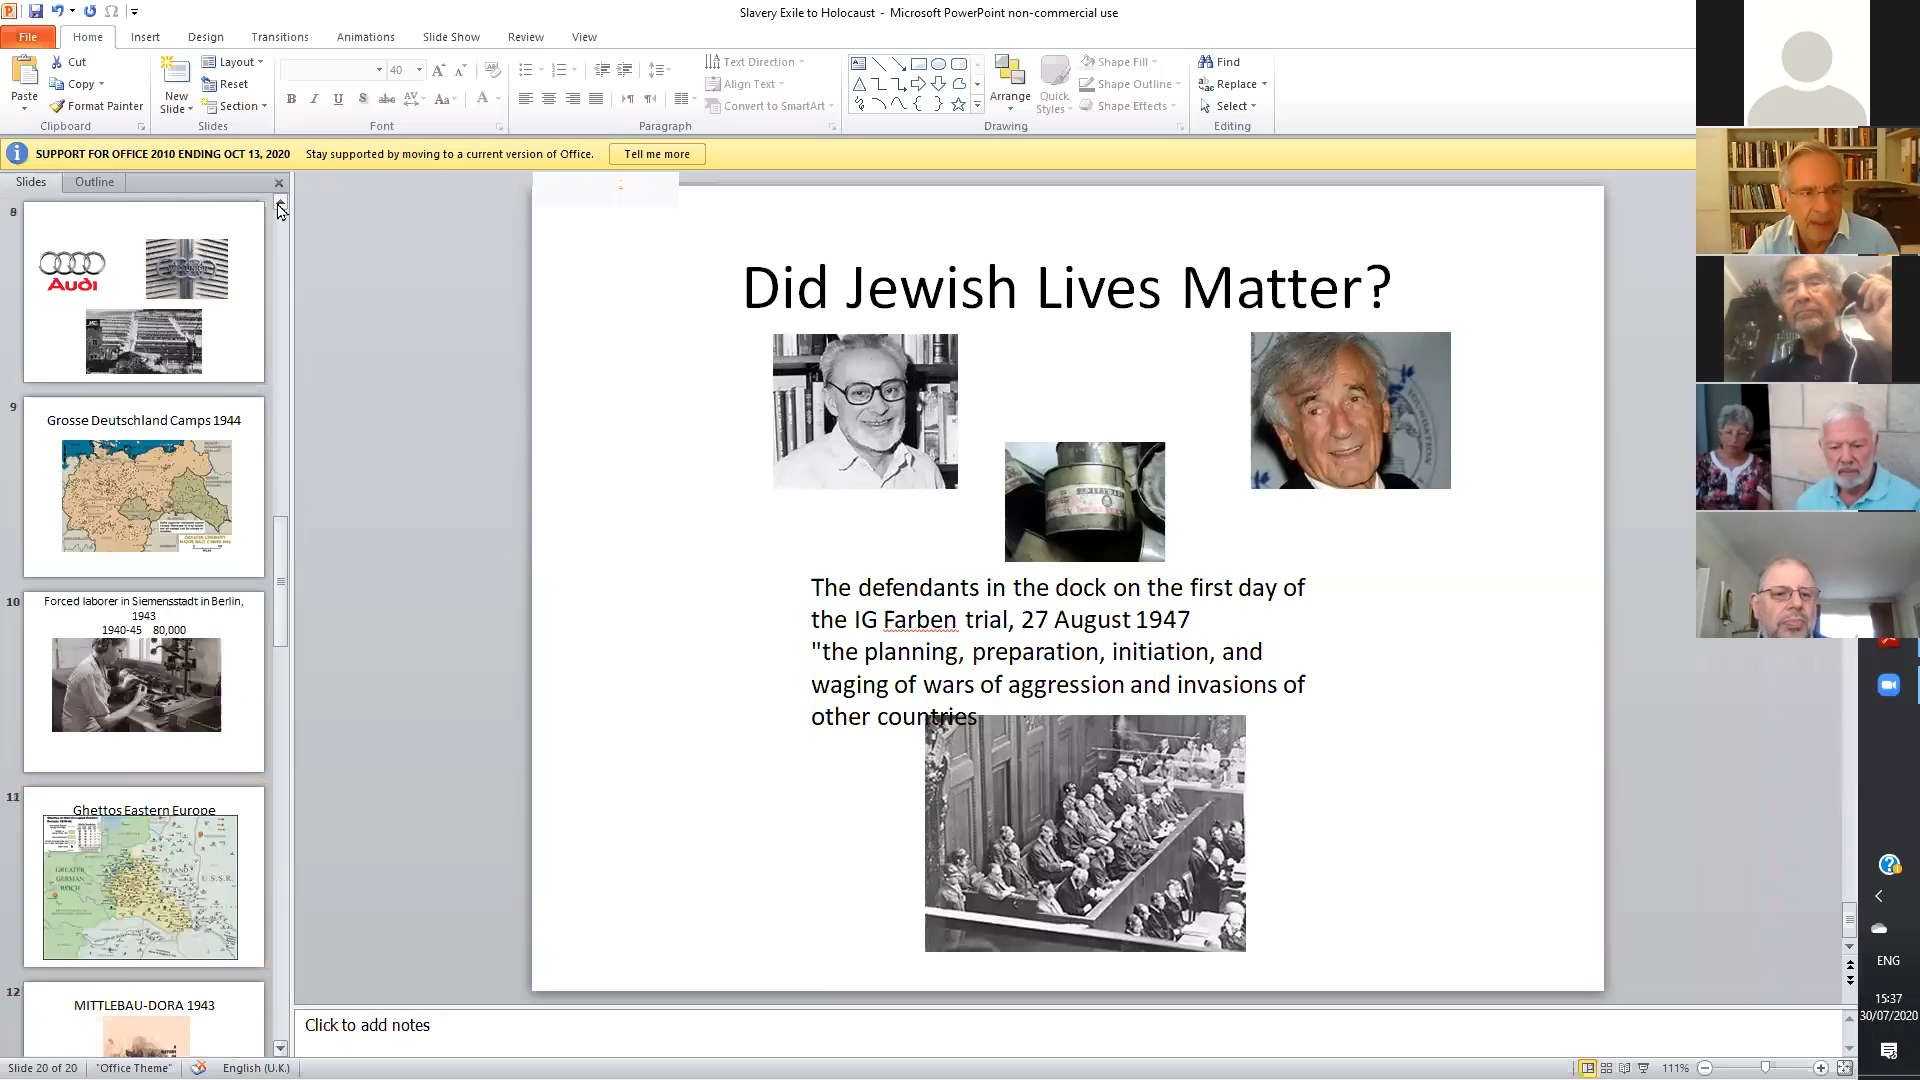 Slavery Exile to Holocaust - Microsoft PowerPoint non-commercial use
File Home Insert Design Transitions Animations Slide Show Review View
Paste
Cut
Copy
Format Painter
Clipboard
New Slide
Layout
Reset
Section
Slides
40
Font
Paragraph
Text Direction
Align Text
Convert to SmartArt
Arrange
Quick Styles
Shape Fill
Shape Outline
Shape Effects
Drawing
Find
Replace
Select
Editing
SUPPORT FOR OFFICE 2010 ENDING OCT 13, 2020 Stay supported by moving to a current version of Office. Tell me more
Slides Outline
8
Audi
9
Grosse Deutschland Camps 1944
10
Forced laborer in Siemensstadt in Berlin,
1943
1940-45 80,000
11
Ghettos Eastern Europe
GREATER
GERMAN
REICH
POLAND
U.S.S.R.
12
MITTLEBAU-DORA 1943
Did Jewish Lives Matter?
The defendants in the dock on the first day of
the IG Farben trial, 27 August 1947
"the planning, preparation, initiation, and
waging of wars of aggression and invasions of
other countries
Click to add notes
Slide 20 of 20 "Office Theme" English (U.K.) 111%
ENG
15:37
30/07/2020